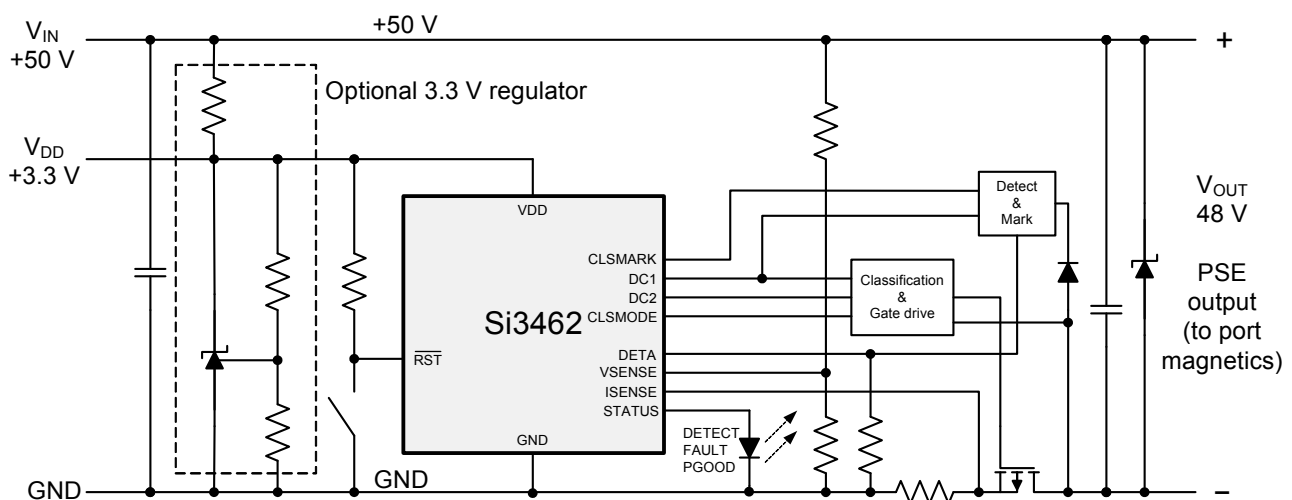 V_IN
+50 V
+50 V
+
Optional 3.3 V regulator
V_DD
+3.3 V
VDD
Detect
&
Mark
V_OUT
48 V
CLSMARK
DC1
DC2
CLSMODE
Classification
&
Gate drive
PSE
output
(to port
magnetics)
Si3462
RST
DETA
VSENSE
ISENSE
STATUS
DETECT
FAULT
PGOOD
GND
GND
GND
–